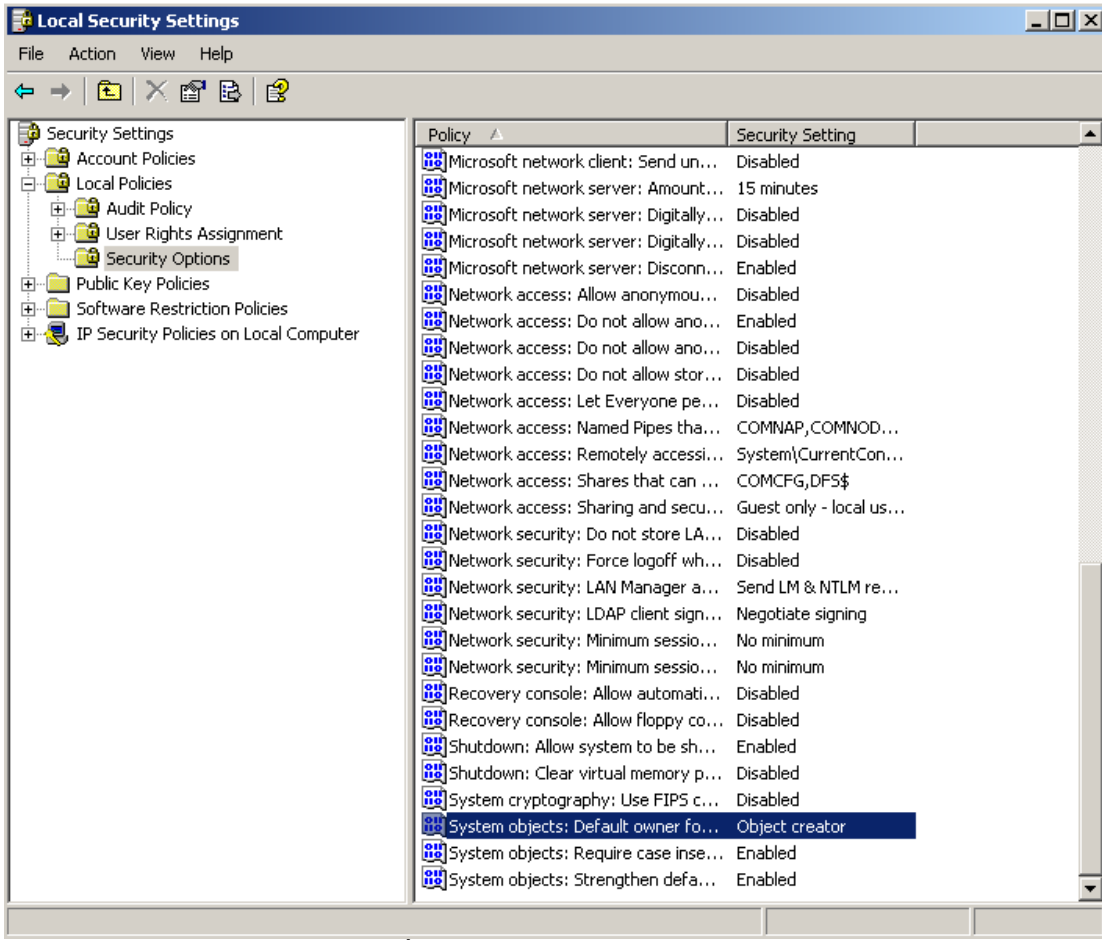 Local Security Settings
File Action View Help
Security Settings
Account Policies
Local Policies
Audit Policy
User Rights Assignment
Security Options
Public Key Policies
Software Restriction Policies
IP Security Policies on Local Computer
Policy Security Setting
Microsoft network client: Send un... Disabled
Microsoft network server: Amount... 15 minutes
Microsoft network server: Digitally... Disabled
Microsoft network server: Digitally... Disabled
Microsoft network server: Disconn... Enabled
Network access: Allow anonymou... Disabled
Network access: Do not allow ano... Enabled
Network access: Do not allow ano... Disabled
Network access: Do not allow stor... Disabled
Network access: Let Everyone pe... Disabled
Network access: Named Pipes tha... COMNAP,COMNOD...
Network access: Remotely accessi... System\CurrentCon...
Network access: Shares that can ... COMCFG,DFS$
Network access: Sharing and secu... Guest only - local us...
Network security: Do not store LA... Disabled
Network security: Force logoff wh... Disabled
Network security: LAN Manager a... Send LM & NTLM re...
Network security: LDAP client sign... Negotiate signing
Network security: Minimum sessio... No minimum
Network security: Minimum sessio... No minimum
Recovery console: Allow automati... Disabled
Recovery console: Allow floppy co... Disabled
Shutdown: Allow system to be sh... Enabled
Shutdown: Clear virtual memory p... Disabled
System cryptography: Use FIPS c... Disabled
System objects: Default owner fo... Object creator
System objects: Require case inse... Enabled
System objects: Strengthen defa... Enabled